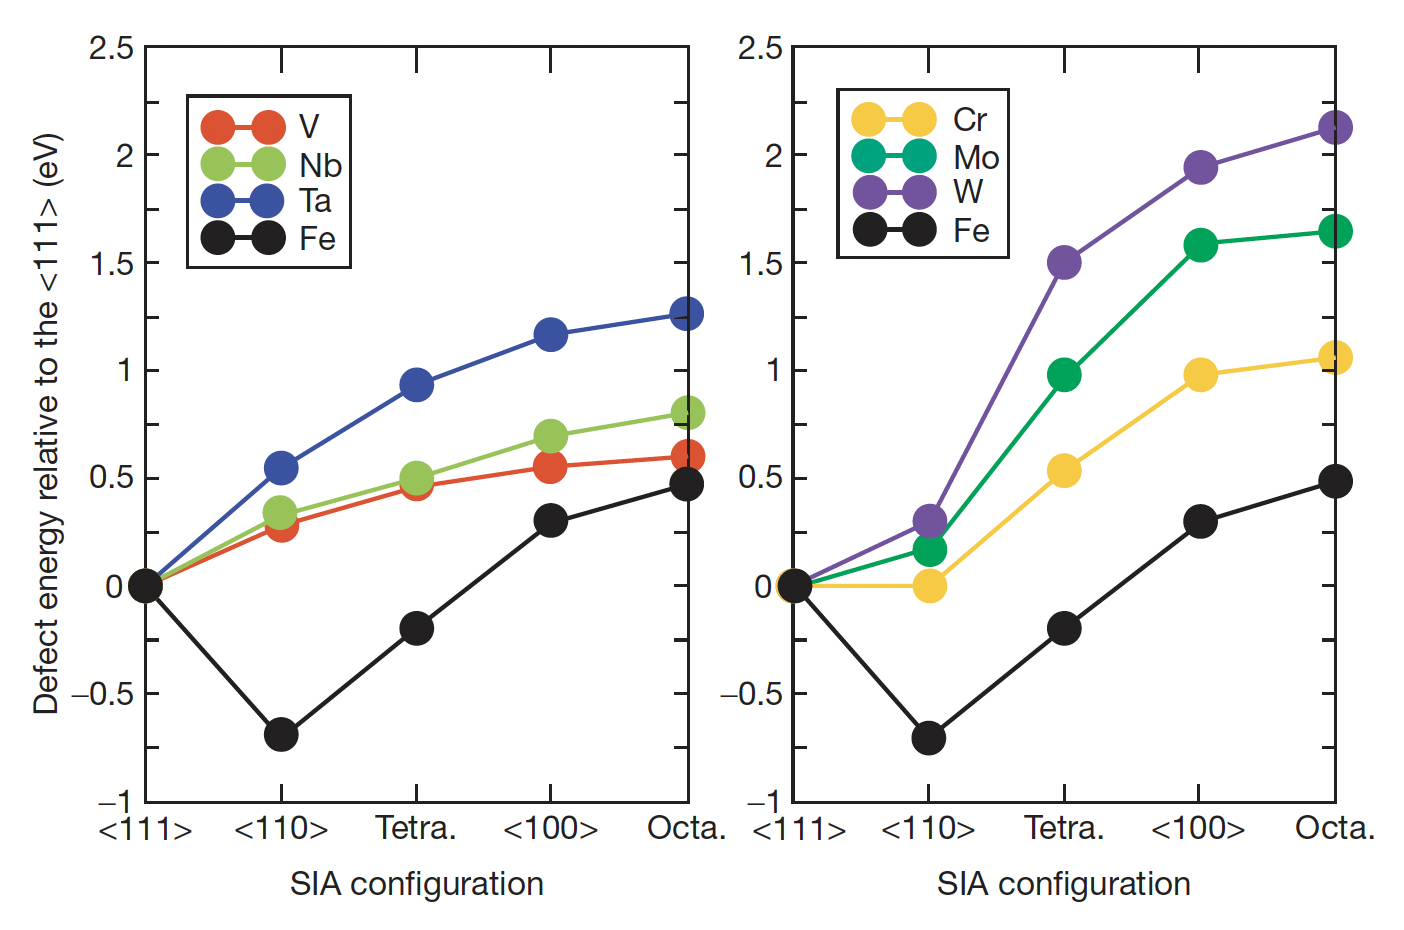 Defect energy relative to the <111> (eV)
2.5
2
1.5
1
0.5
0
−0.5
−1
V
Nb
Ta
Fe
<111> <110> Tetra. <100> Octa.
SIA configuration
2.5
2
1.5
1
0.5
0
−0.5
−1
Cr
Mo
W
Fe
<111> <110> Tetra. <100> Octa.
SIA configuration